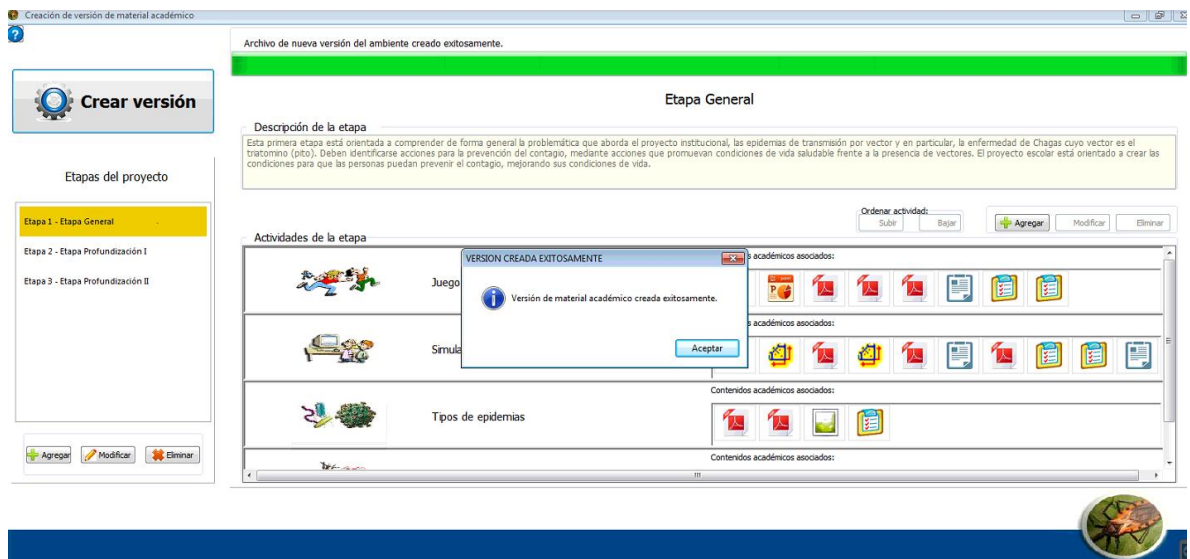 Creación de versión de material académico
Archivo de nueva versión del ambiente creado exitosamente.
Crear versión
Etapa General
Descripción de la etapa
Esta primera etapa está orientada a comprender de forma general la problemática que aborda el proyecto institucional, las epidemias de transmisión por vector y en particular, la enfermedad de Chagas cuyo vector es el
triatomino (pito). Deben identificarse acciones para la prevención del contagio, mediante acciones que promuevan condiciones de vida saludable frente a la presencia de vectores. El proyecto escolar está orientado a crear las
condiciones para que las personas puedan prevenir el contagio, mejorando sus condiciones de vida.
Etapas del proyecto
Etapa 1 - Etapa General
Etapa 2 - Etapa Profundización I
Etapa 3 - Etapa Profundización II
Agregar Modificar Eliminar
Ordenar actividad:
Subir Bajar
Agregar Modificar Eliminar
Actividades de la etapa
VERSION CREADA EXITOSAMENTE
Versión de material académico creada exitosamente.
Aceptar
Juego
académicos asociados:
Simula
académicos asociados:
Tipos de epidemias
Contenidos académicos asociados:
Contenidos académicos asociados: